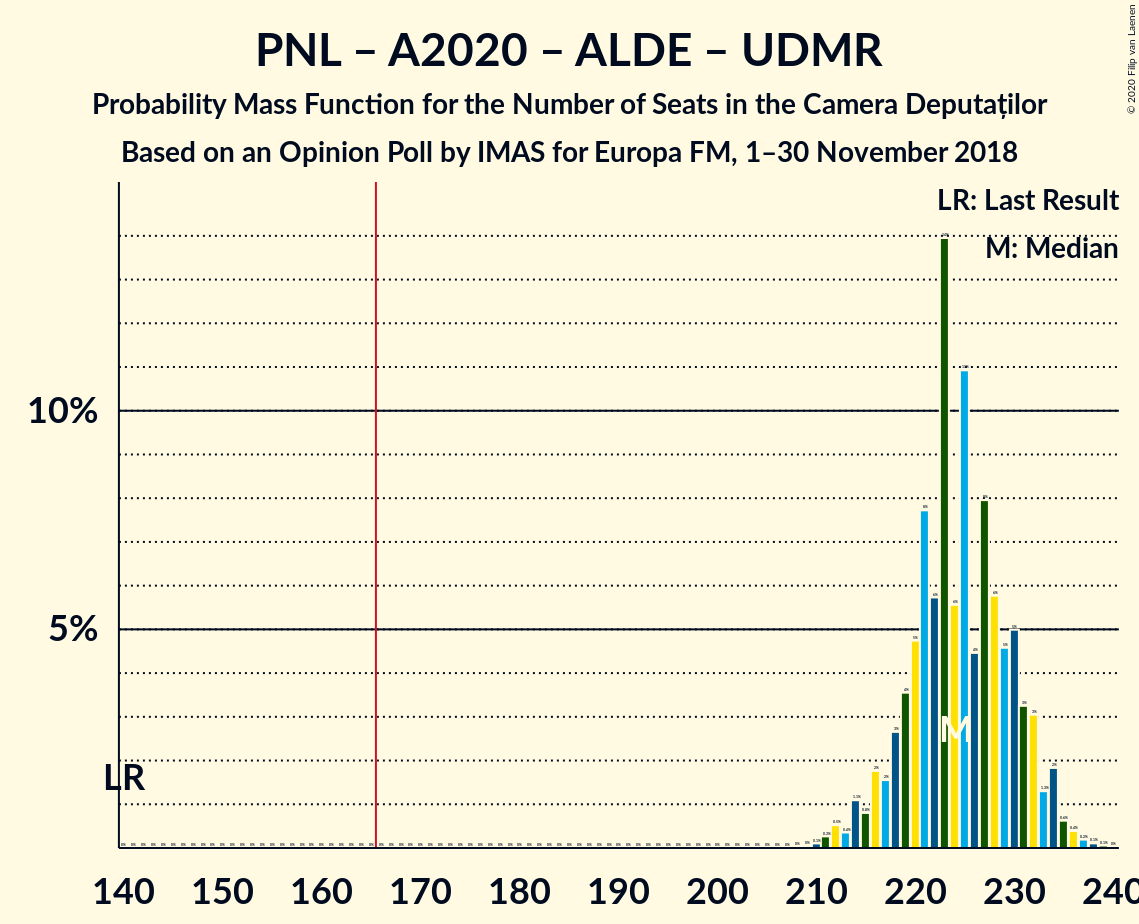 PNL – A2020 – ALDE – UDMR
Probability Mass Function for the Number of Seats in the Camera Deputaților
Based on an Opinion Poll by IMAS for Europa FM, 1–30 November 2018
© 2020 Filip van Laenen
LR: Last Result
M: Median
10%
5%
LR
M
140 150 160 170 180 190 200 210 220 230 240